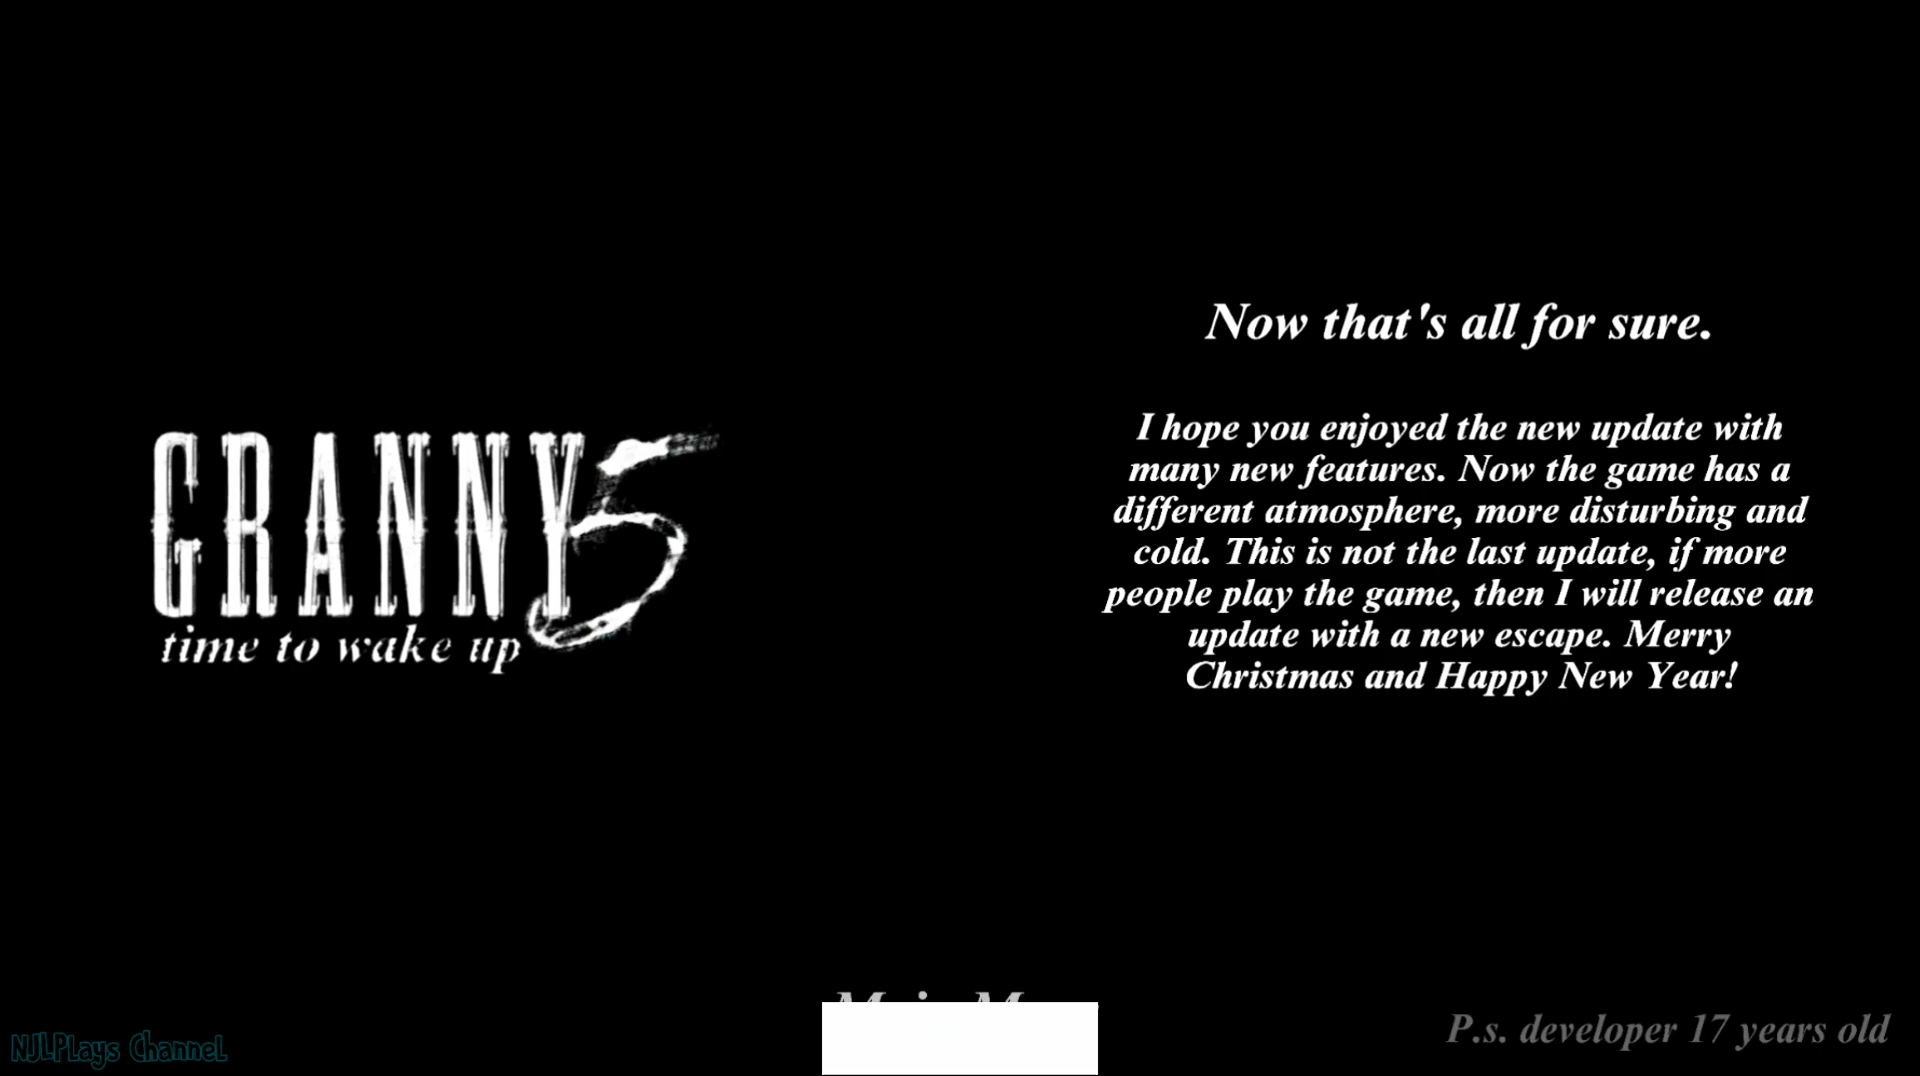 GRANNY 5
time to wake up
Now that's all for sure.
I hope you enjoyed the new update with
many new features. Now the game has a
different atmosphere, more disturbing and
cold. This is not the last update, if more
people play the game, then I will release an
update with a new escape. Merry
Christmas and Happy New Year!
P.s. developer 17 years old
NJLPLays ChanneL